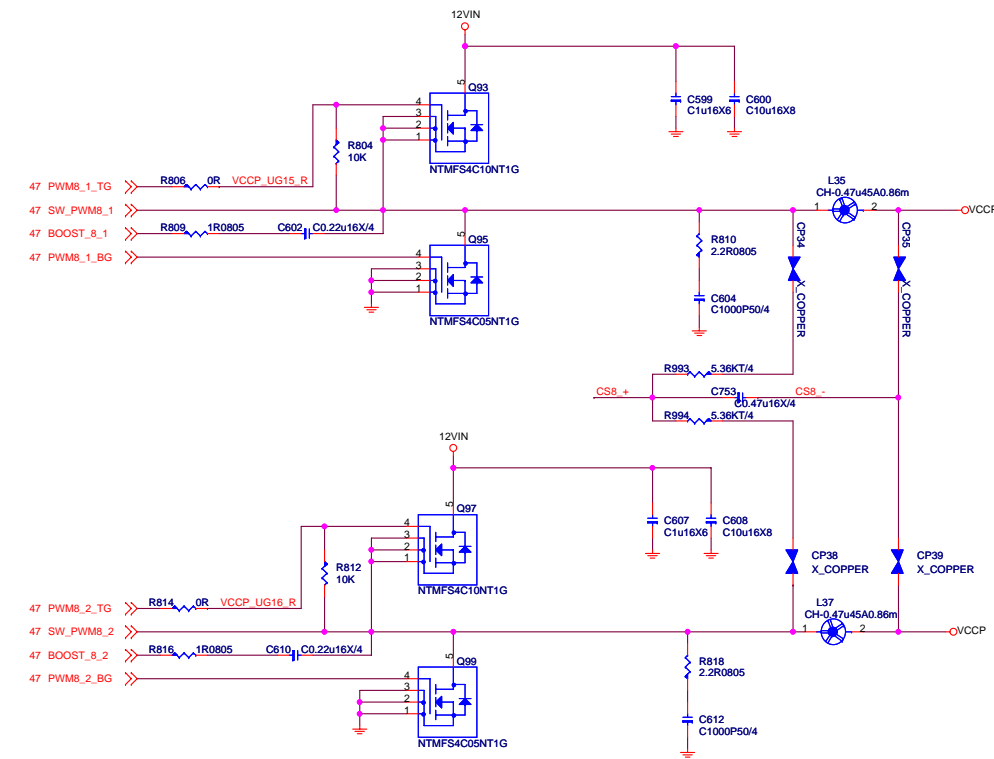 12VIN
5
Q93
4
3
2
1
NTMFS4C10NT1G
C599
C1u16X6
C600
C10u16X8
R804
10K
47 PWM8_1_TG
R806 0R
VCCP_UG15_R
47 SW_PWM8_1
47 BOOST_8_1
R809 1R0805
C602 C0.22u16X/4
47 PWM8_1_BG
5
Q95
4
3
2
1
NTMFS4C05NT1G
R810
2.2R0805
C604
C1000P50/4
L35
CH-0.47u45A0.86m
1 2
VCCP
CP34
X_COPPER
CP35
X_COPPER
R993 5.36KT/4
CS8_+
C753
C0.47u16X/4
CS8_-
R994 5.36KT/4
12VIN
5
Q97
4
3
2
1
NTMFS4C10NT1G
C607
C1u16X6
C608
C10u16X8
R812
10K
CP38
X_COPPER
CP39
X_COPPER
47 PWM8_2_TG
R814 0R
VCCP_UG16_R
47 SW_PWM8_2
47 BOOST_8_2
R816 1R0805
C610 C0.22u16X/4
47 PWM8_2_BG
5
Q99
4
3
2
1
NTMFS4C05NT1G
R818
2.2R0805
C612
C1000P50/4
L37
CH-0.47u45A0.86m
1 2
VCCP